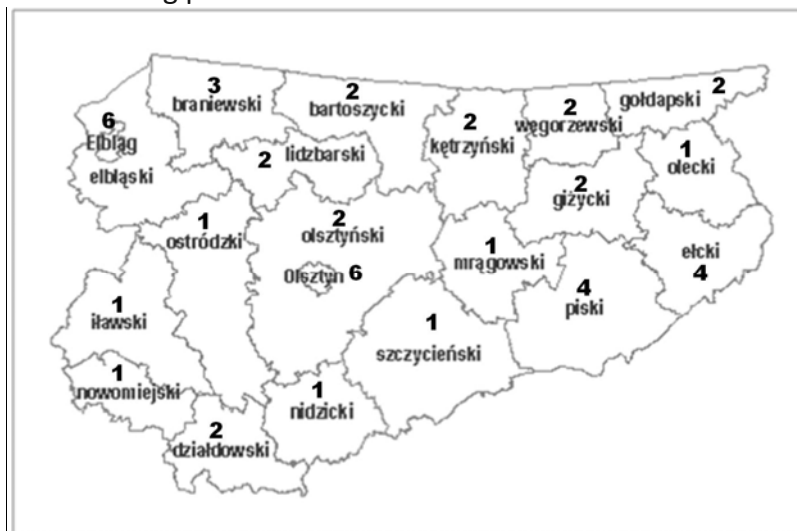 3
braniewski
2
bartoszycki
2
gołdapski
2
węgorzewski
2
kętrzyński
6
Elbląg
elbląski
2 lidzbarski
1
olecki
2
giżycki
1
ostródzki
2
olsztyński
Olsztyn 6
1
mrągowski
ełcki
4
4
piski
1
iławski
1
szczycieński
1
nowomiejski
1
nidzicki
2
działdowski